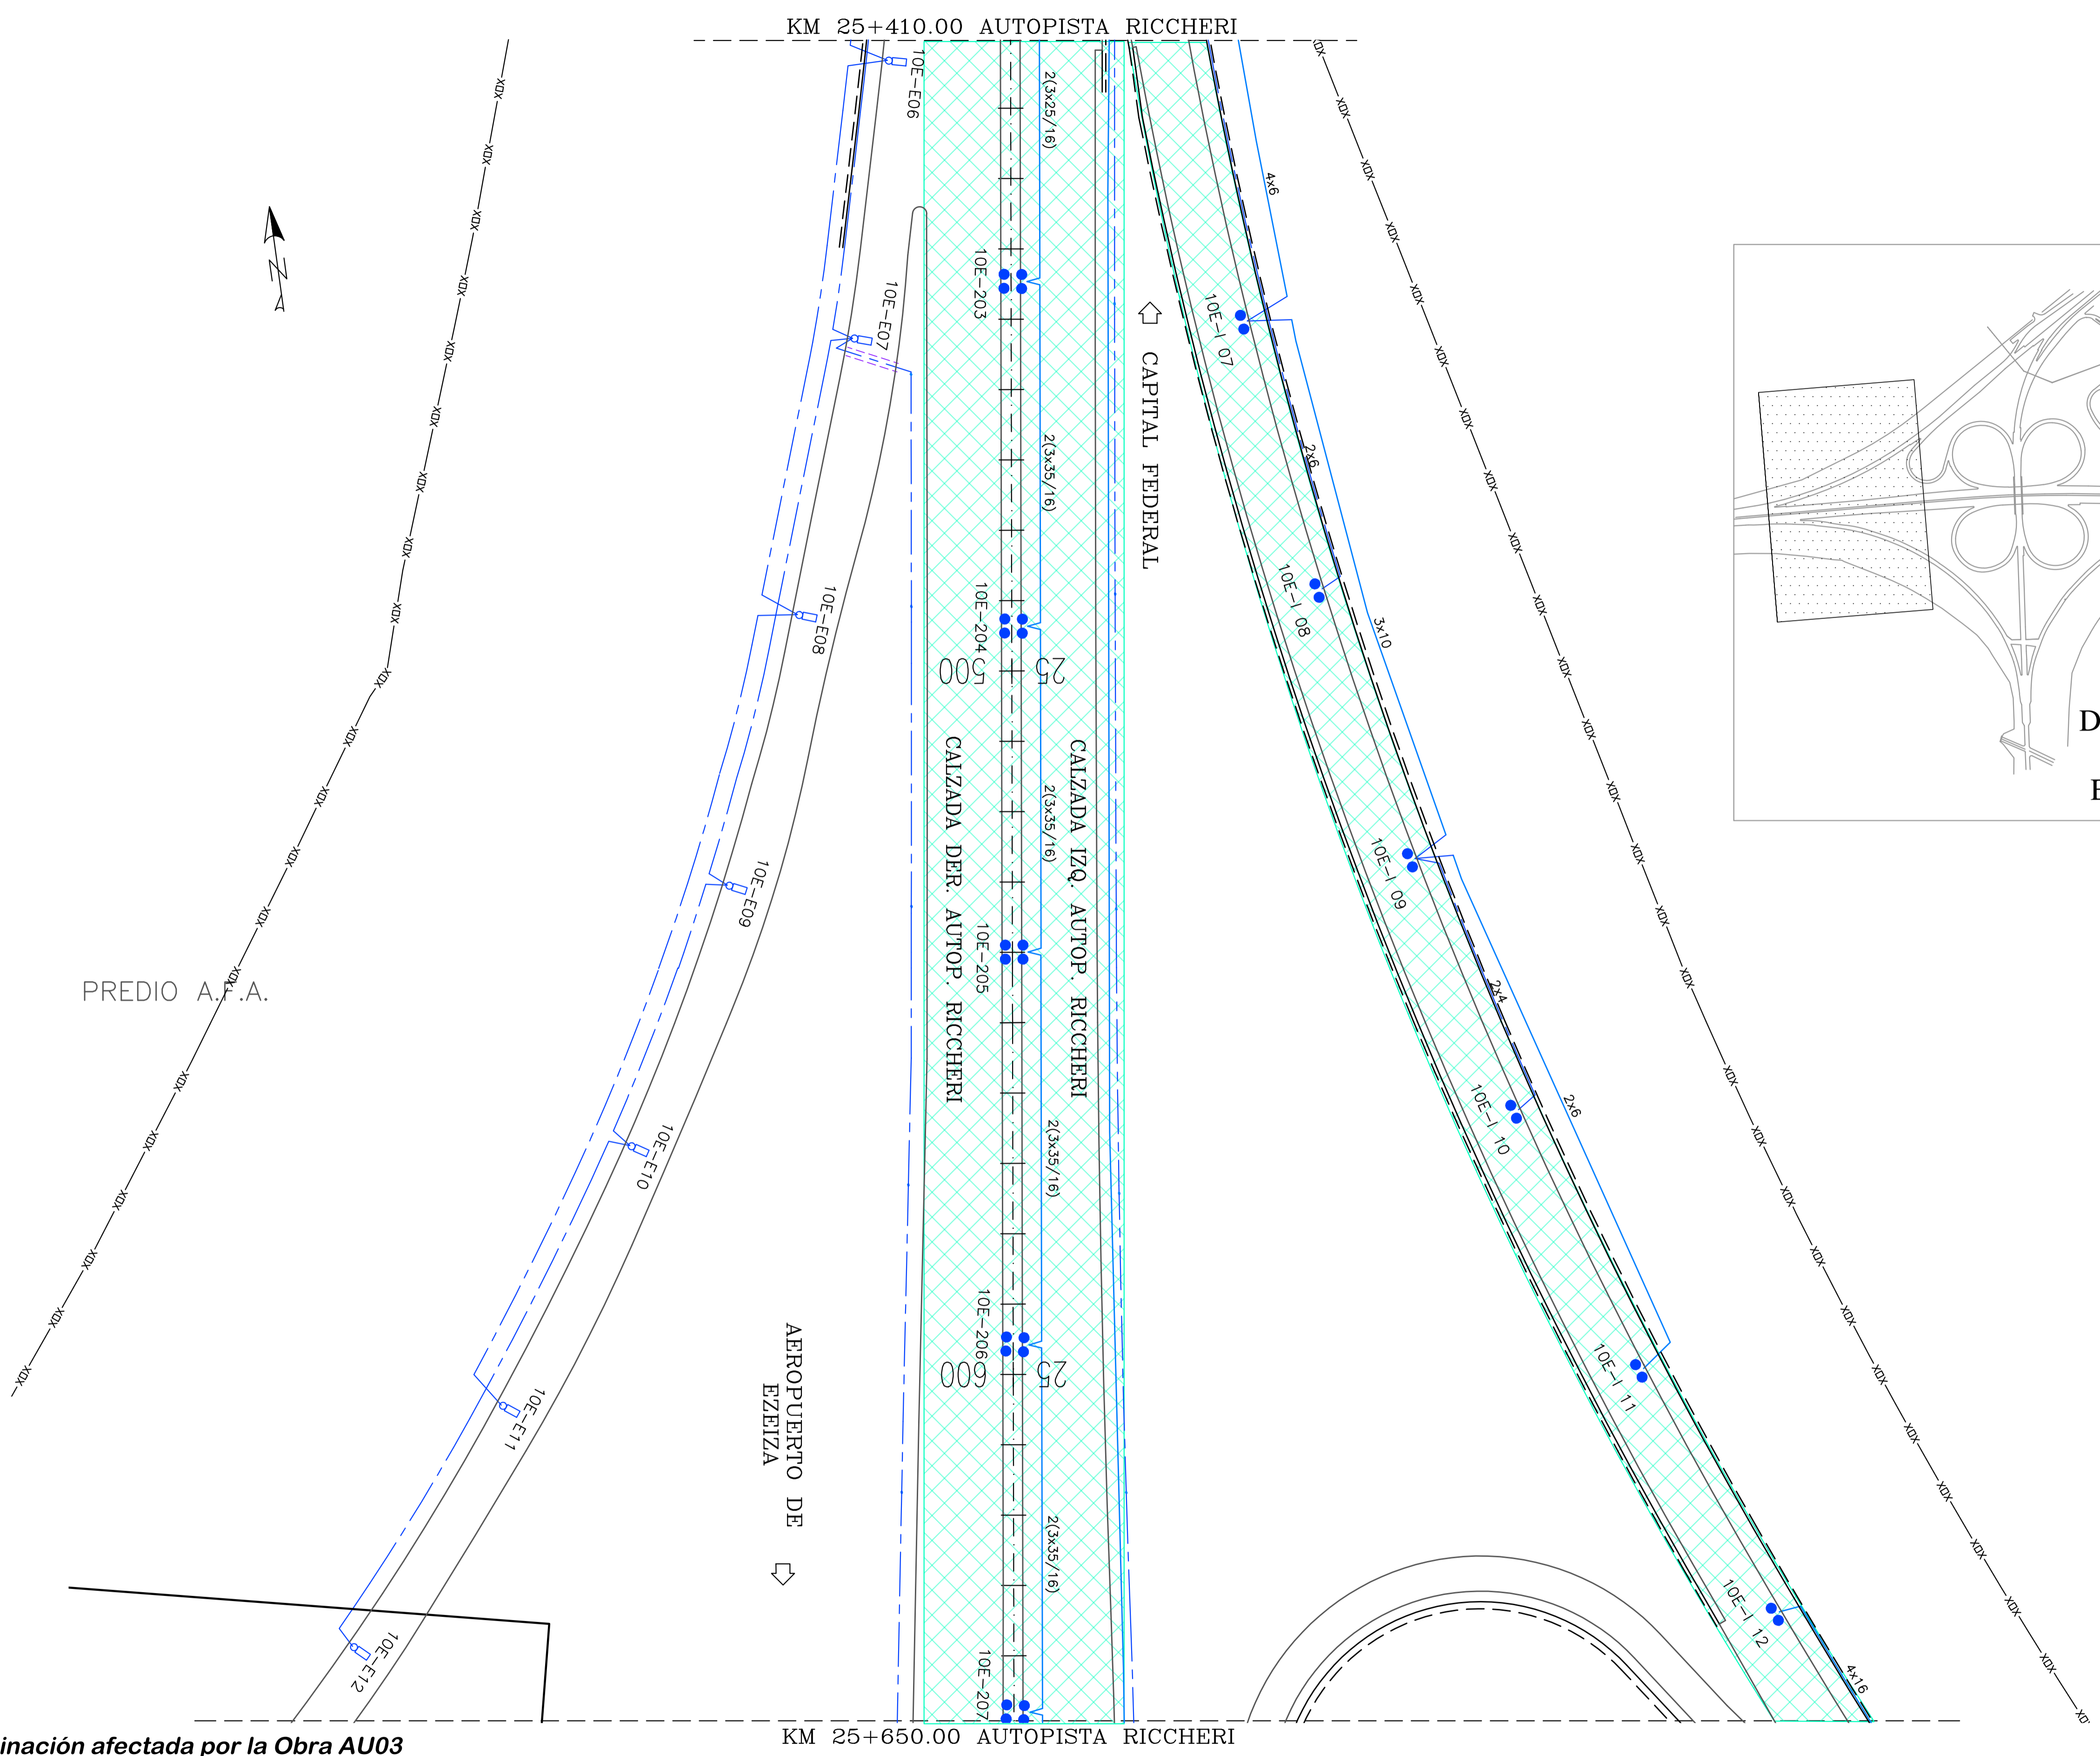 KM 25+410.00 AUTOPISTA RICCHERI
10E-E06
2(3x25/16)
4x6
10E-203
10E-E07
CAPITAL FEDERAL
10E-I 07
2(3x35/16)
2x6
10E-204
10E-E08
10E-I 08
3x10
500
25
CALZADA DER. AUTOP. RICCHERI
CALZADA IZQ. AUTOP. RICCHERI
2(3x35/16)
10E-E09
10E-I 09
10E-205
PREDIO A.F.A.
2x4
10E-E10
2(3x35/16)
10E-I 10
2x6
10E-206
600
25
AEROPUERTO DE
EZEIZA
10E-E11
10E-I 11
2(3x35/16)
10E-E12
10E-I 12
10E-207
4x16
KM 25+650.00 AUTOPISTA RICCHERI
inación afectada por la Obra AU03
D
E
XOX